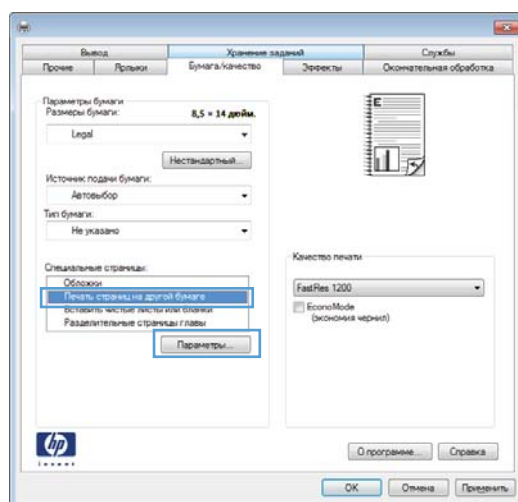 Вывод Хранение заданий Службы
Прочие Ярлыки Бумага/качество Эффекты Окончательная обработка
Параметры бумаги
Размеры бумаги: 8,5 × 14 дюйм.
Legal
Нестандартный...
Источник подачи бумаги:
Автовыбор
Тип бумаги:
Не указано
Специальные страницы:
Обложки
Печать страниц на другой бумаге
Вставить чистые листы или бланки
Разделительные страницы главы
Параметры...
Качество печати
FastRes 1200
EconoMode
(экономия чернил)
E
hp
invent
О программе... Справка
OK Отмена Применить